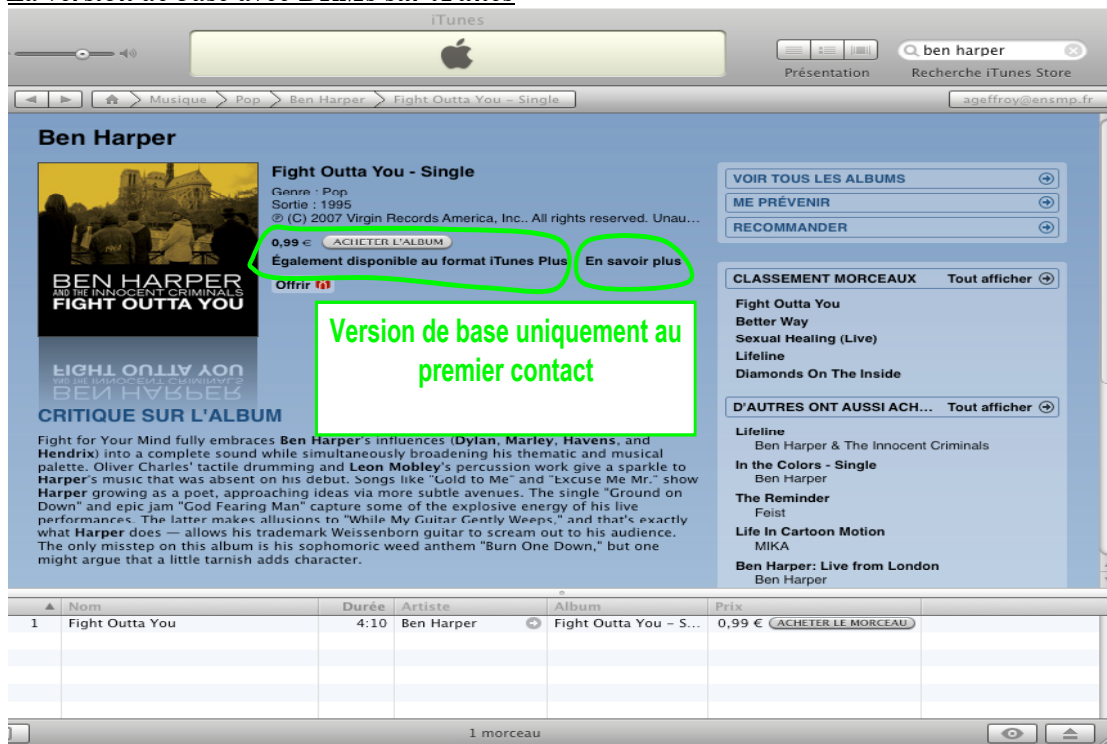 La version de base avec DRMs sur iTunes
iTunes
ben harper
Présentation
Recherche iTunes Store
Musique
Pop
Ben Harper
Fight Outta You – Single
ageffroy@ensmp.fr
Ben Harper
BEN HARPER
AND THE INNOCENT CRIMINALS
FIGHT OUTTA YOU
Fight Outta You - Single
Genre : Pop
Sortie : 1995
℗ (C) 2007 Virgin Records America, Inc.. All rights reserved. Unau...
0,99 € ACHETER L'ALBUM
Également disponible au format iTunes Plus
En savoir plus
Offrir
Version de base uniquement au
premier contact
CRITIQUE SUR L'ALBUM
Fight for Your Mind fully embraces Ben Harper's influences (Dylan, Marley, Havens, and
Hendrix) into a complete sound while simultaneously broadening his thematic and musical
palette. Oliver Charles' tactile drumming and Leon Mobley's percussion work give a sparkle to
Harper's music that was absent on his debut. Songs like "Gold to Me" and "Excuse Me Mr." show
Harper growing as a poet, approaching ideas via more subtle avenues. The single "Ground on
Down" and epic jam "God Fearing Man" capture some of the explosive energy of his live
performances. The latter makes allusions to "While My Guitar Gently Weeps," and that's exactly
what Harper does — allows his trademark Weissenborn guitar to scream out to his audience.
The only misstep on this album is his sophomoric weed anthem "Burn One Down," but one
might argue that a little tarnish adds character.
VOIR TOUS LES ALBUMS
ME PRÉVENIR
RECOMMANDER
CLASSEMENT MORCEAUX Tout afficher
Fight Outta You
Better Way
Sexual Healing (Live)
Lifeline
Diamonds On The Inside
D'AUTRES ONT AUSSI ACH... Tout afficher
Lifeline
Ben Harper & The Innocent Criminals
In the Colors - Single
Ben Harper
The Reminder
Feist
Life In Cartoon Motion
MIKA
Ben Harper: Live from London
Ben Harper
Nom Durée Artiste Album Prix
1 Fight Outta You 4:10 Ben Harper Fight Outta You – S... 0,99 € ACHETER LE MORCEAU
1 morceau